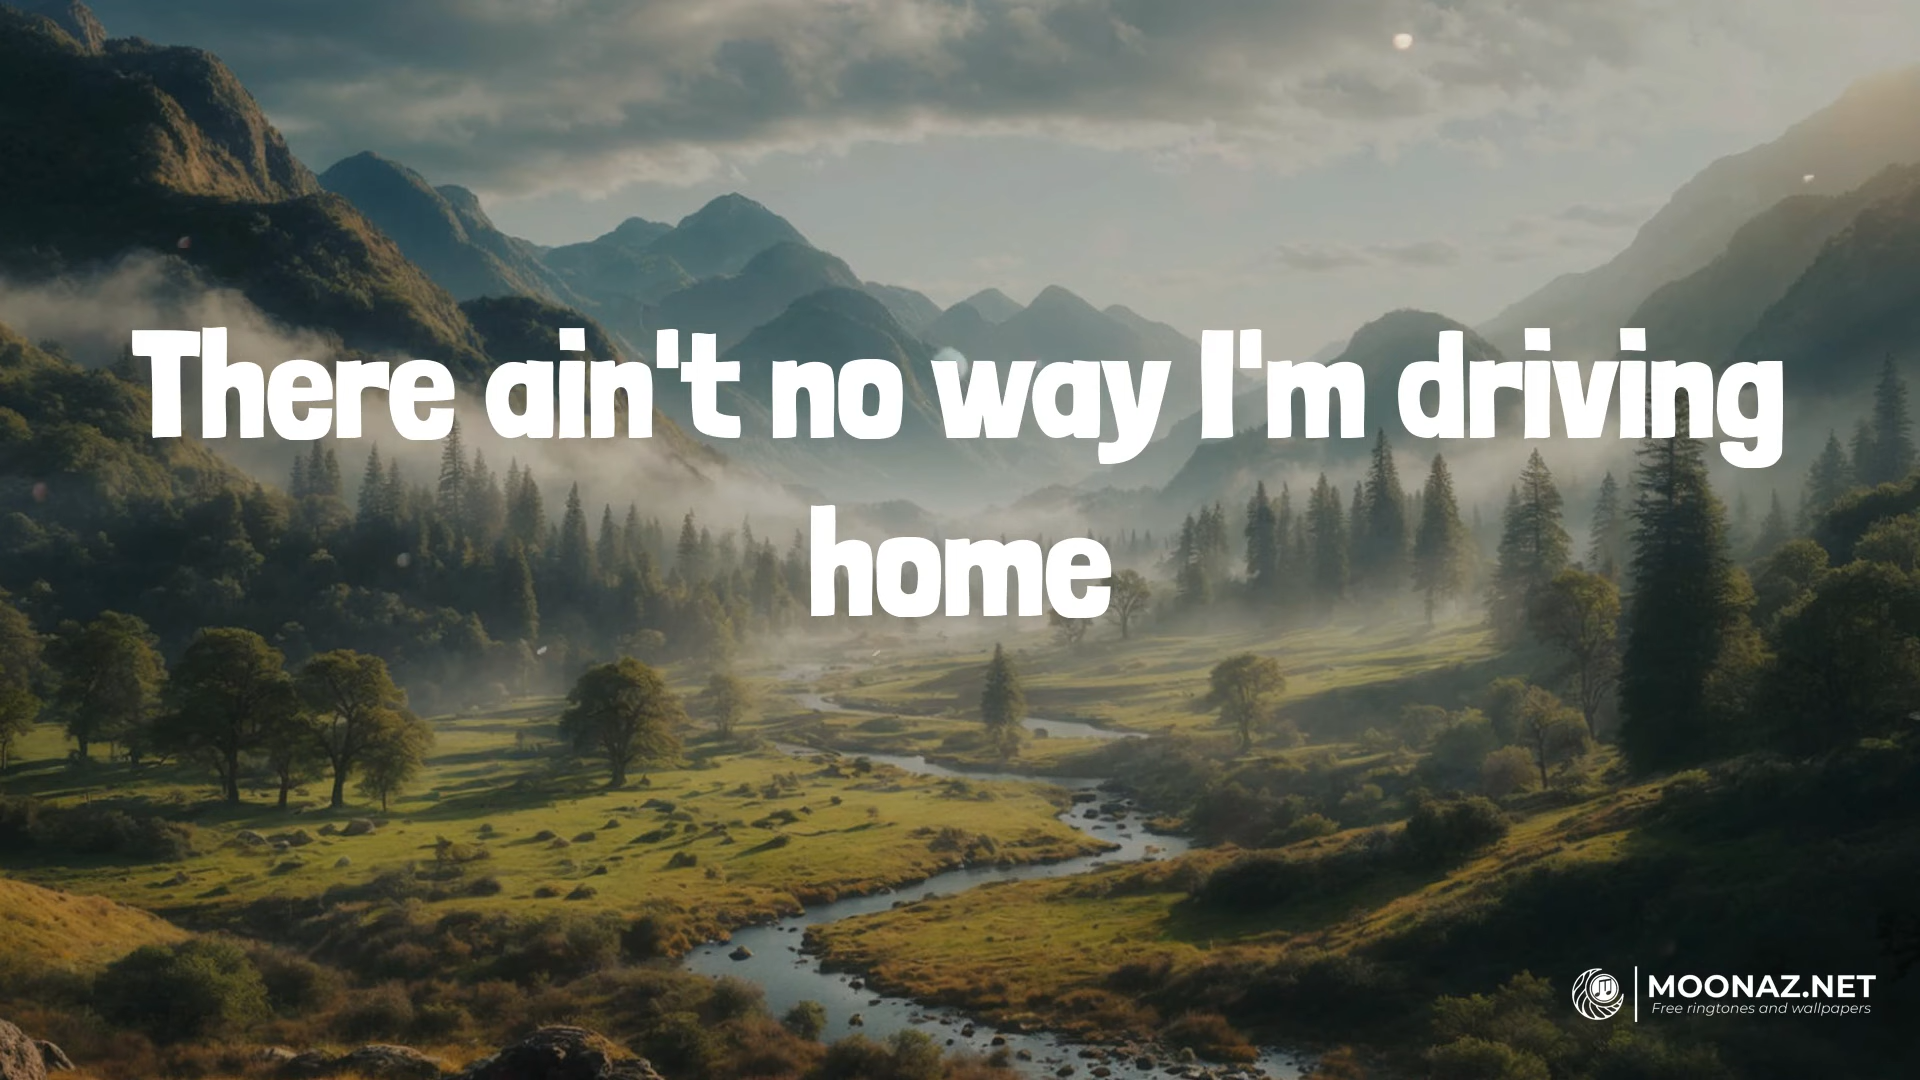 There ain't no way I'm driving
home
MOONAZ.NET
Free ringtones and wallpapers